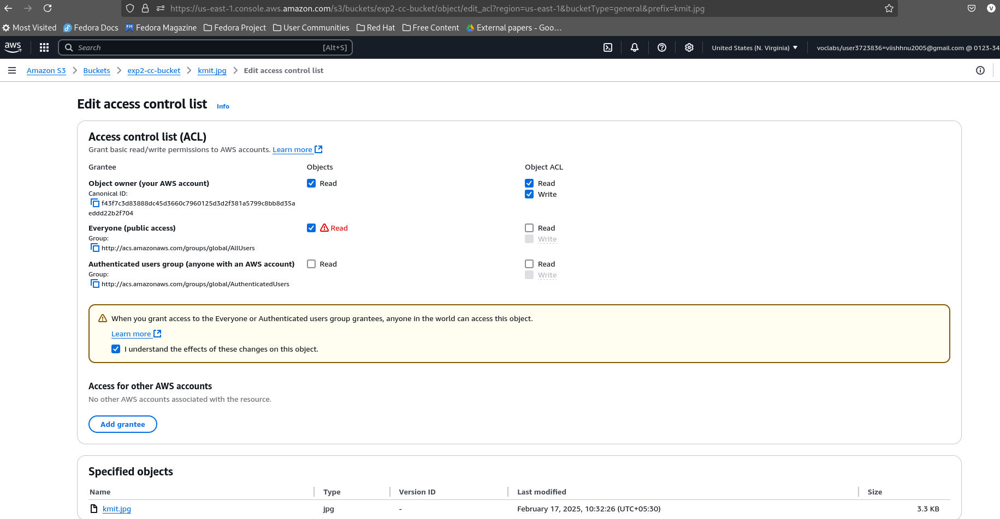 https://us-east-1.console.aws.amazon.com/s3/buckets/exp2-cc-bucket/object/edit_acl?region=us-east-1&bucketType=general&prefix=kmit.jpg
V
Most Visited Fedora Docs FM Fedora Magazine Fedora Project User Communities Red Hat Free Content External papers - Goo…
aws Search [Alt+S] United States (N. Virginia) voclabs/user3723836=viishhnu2005@gmail.com @ 0123-34
Amazon S3 Buckets exp2-cc-bucket kmit.jpg Edit access control list
Edit access control list Info
Access control list (ACL)
Grant basic read/write permissions to AWS accounts. Learn more
Grantee Objects Object ACL
Object owner (your AWS account) Read Read
Canonical ID: Write
f43f7c3d83888dc45d3660c7960125d3d2f381a5799c8bb8d35a
eddd22b2f704
Everyone (public access) Read Read
Group: Write
http://acs.amazonaws.com/groups/global/AllUsers
Authenticated users group (anyone with an AWS account) Read Read
Group: Write
http://acs.amazonaws.com/groups/global/AuthenticatedUsers
When you grant access to the Everyone or Authenticated users group grantees, anyone in the world can access this object.
Learn more
I understand the effects of these changes on this object.
Access for other AWS accounts
No other AWS accounts associated with the resource.
Add grantee
Specified objects
Name Type Version ID Last modified Size
kmit.jpg jpg - February 17, 2025, 10:32:26 (UTC+05:30) 3.3 KB